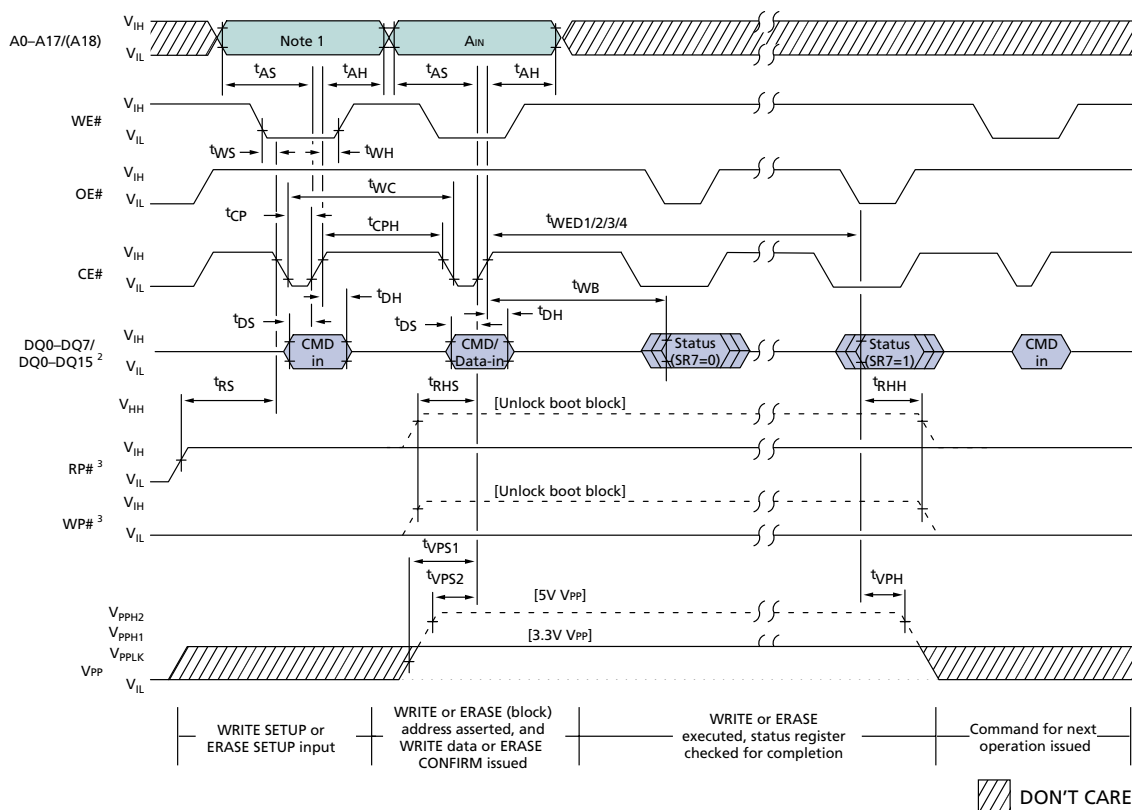 A0–A17/(A18)
VIH
VIL
Note 1
AIN
tAS
tAH
tAS
tAH
WE#
VIH
VIL
tWS
tWH
OE#
VIH
VIL
tWC
tCP
tCPH
tWED1/2/3/4
CE#
VIH
VIL
tWB
tDH
tDS
tDS
tDH
DQ0–DQ7/
DQ0–DQ15 2
VIH
VIL
CMD
in
CMD/
Data-in
Status
(SR7=0)
Status
(SR7=1)
CMD
in
tRS
tRHS
tRHH
VHH
[Unlock boot block]
RP# 3
VIH
VIL
[Unlock boot block]
WP# 3
VIH
VIL
tVPS1
tVPS2
tVPH
[5V VPP]
VPPH2
VPPH1
[3.3V VPP]
VPPLK
VPP
VIL
WRITE SETUP or
ERASE SETUP input
WRITE or ERASE (block)
address asserted, and
WRITE data or ERASE
CONFIRM issued
WRITE or ERASE
executed, status register
checked for completion
Command for next
operation issued
DON'T CARE